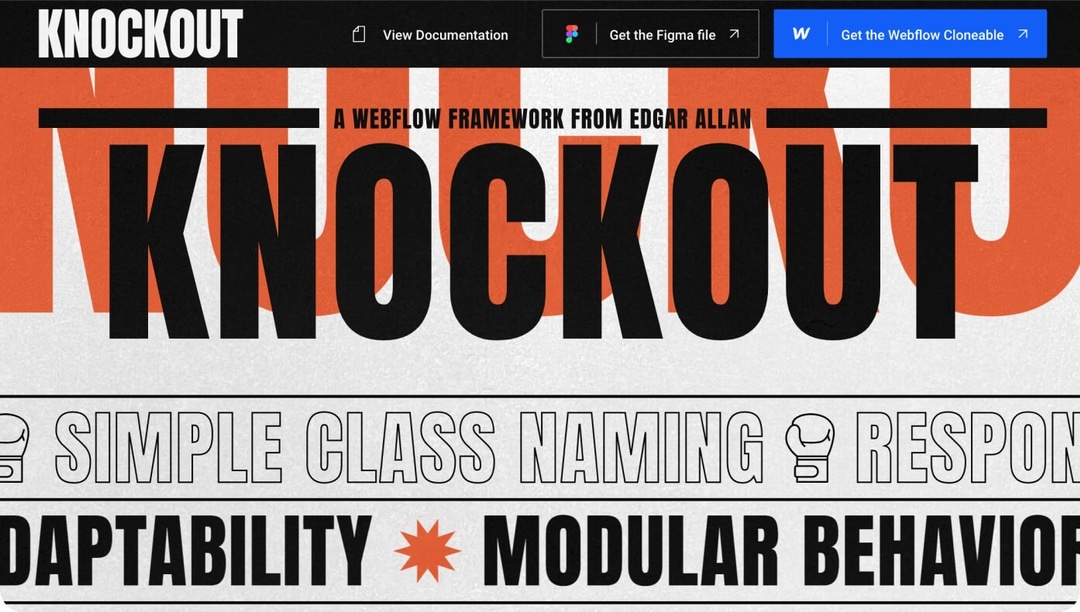 KNOCKOUT
View Documentation
Get the Figma file
Get the Webflow Cloneable
A WEBFLOW FRAMEWORK FROM EDGAR ALLAN
KNOCKOUT
SIMPLE CLASS NAMING RESPON
DAPTABILITY MODULAR BEHAVIOR